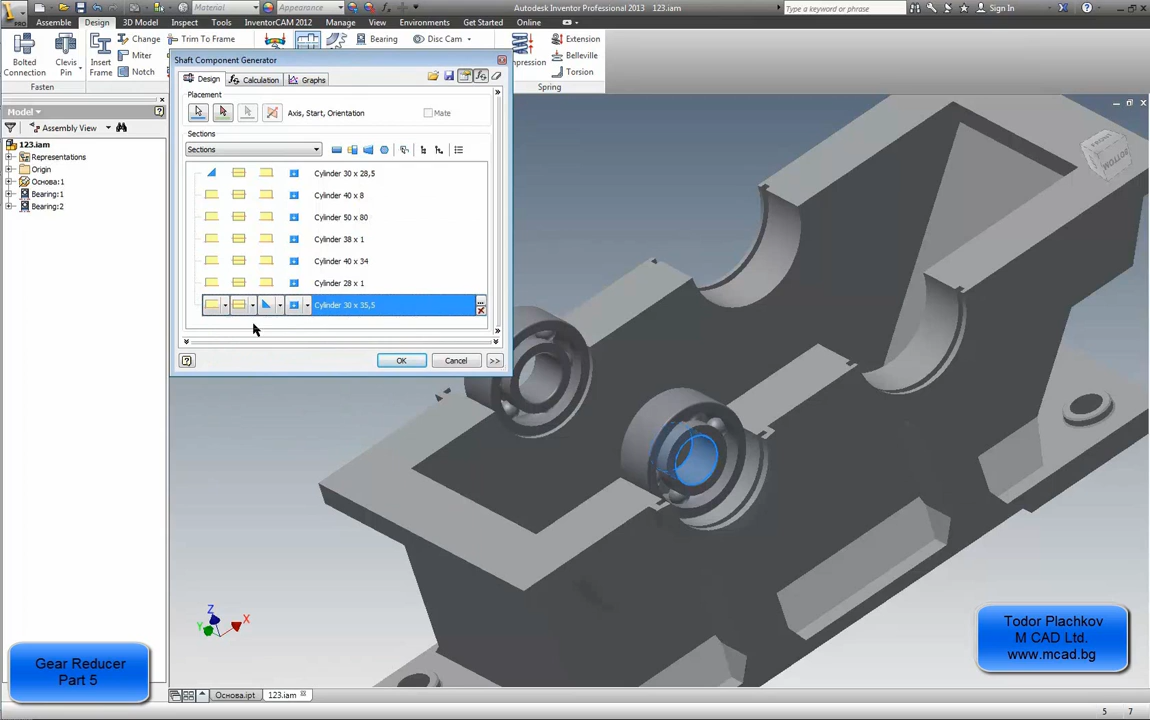 Material
Appearance
Autodesk Inventor Professional 2013 123.iam
Type a keyword or phrase
Sign In
Assemble Design 3D Model Inspect Tools InventorCAM 2012 Manage View Environments Get Started Online
Bolted
Connection
Clevis
Pin
Insert
Frame
Change
Miter
Notch
Trim To Frame
Bearing
Disc Cam
Extension
Belleville
Torsion
Fasten
Spring
Shaft Component Generator
Design Calculation Graphs
Placement
Axis, Start, Orientation
Mate
Sections
Sections
Cylinder 30 x 28,5
Cylinder 40 x 8
Cylinder 50 x 80
Cylinder 38 x 1
Cylinder 40 x 34
Cylinder 28 x 1
Cylinder 30 x 35,5
OK Cancel >>
Model
Assembly View
123.iam
Representations
Origin
Основа:1
Bearing:1
Bearing:2
BOTTOM
Z
Y
X
Gear Reducer
Part 5
Todor Plachkov
M CAD Ltd.
www.mcad.bg
Основа.ipt 123.iam
5 7